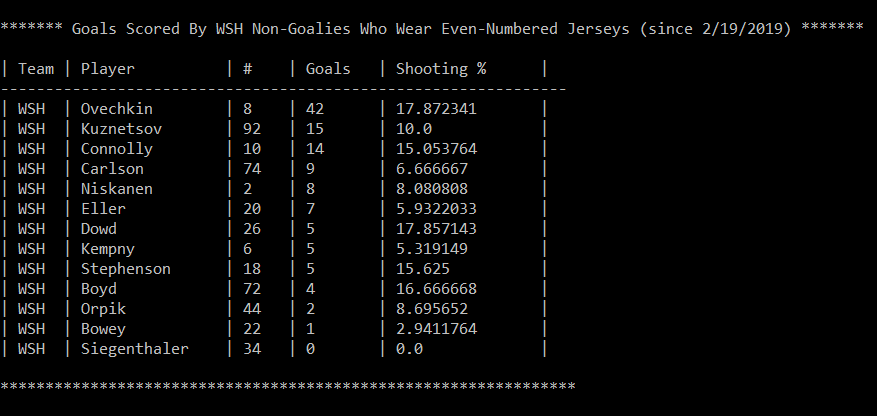 ******* Goals Scored By WSH Non-Goalies Who Wear Even-Numbered Jerseys (since 2/19/2019) *******
| Team | Player | # | Goals | Shooting % |
---------------------------------------------------------------
| WSH | Ovechkin | 8 | 42 | 17.872341 |
| WSH | Kuznetsov | 92 | 15 | 10.0 |
| WSH | Connolly | 10 | 14 | 15.053764 |
| WSH | Carlson | 74 | 9 | 6.666667 |
| WSH | Niskanen | 2 | 8 | 8.080808 |
| WSH | Eller | 20 | 7 | 5.9322033 |
| WSH | Dowd | 26 | 5 | 17.857143 |
| WSH | Kempny | 6 | 5 | 5.319149 |
| WSH | Stephenson | 18 | 5 | 15.625 |
| WSH | Boyd | 72 | 4 | 16.666668 |
| WSH | Orpik | 44 | 2 | 8.695652 |
| WSH | Bowey | 22 | 1 | 2.9411764 |
| WSH | Siegenthaler | 34 | 0 | 0.0 |
****************************************************************